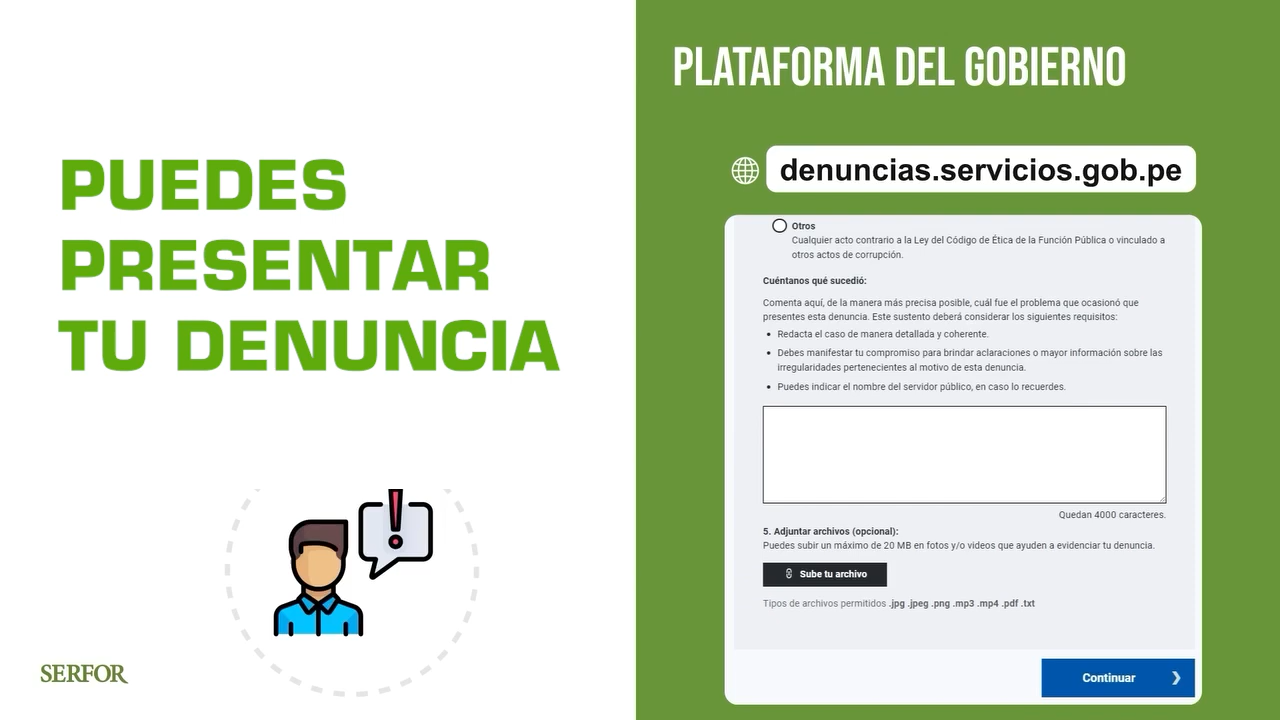 PUEDES
PRESENTAR
TU DENUNCIA
SERFOR
PLATAFORMA DEL GOBIERNO
denuncias.servicios.gob.pe
Otros
Cualquier acto contrario a la Ley del Código de Ética de la Función Pública o vinculado a
otros actos de corrupción.
Cuéntanos qué sucedió:
Comenta aquí, de la manera más precisa posible, cuál fue el problema que ocasionó que
presentes esta denuncia. Este sustento deberá considerar los siguientes requisitos:
• Redacta el caso de manera detallada y coherente.
• Debes manifestar tu compromiso para brindar aclaraciones o mayor información sobre las
irregularidades pertenecientes al motivo de esta denuncia.
• Puedes indicar el nombre del servidor público, en caso lo recuerdes.
Quedan 4000 caracteres.
5. Adjuntar archivos (opcional):
Puedes subir un máximo de 20 MB en fotos y/o videos que ayuden a evidenciar tu denuncia.
Sube tu archivo
Tipos de archivos permitidos .jpg .jpeg .png .mp3 .mp4 .pdf .txt
Continuar